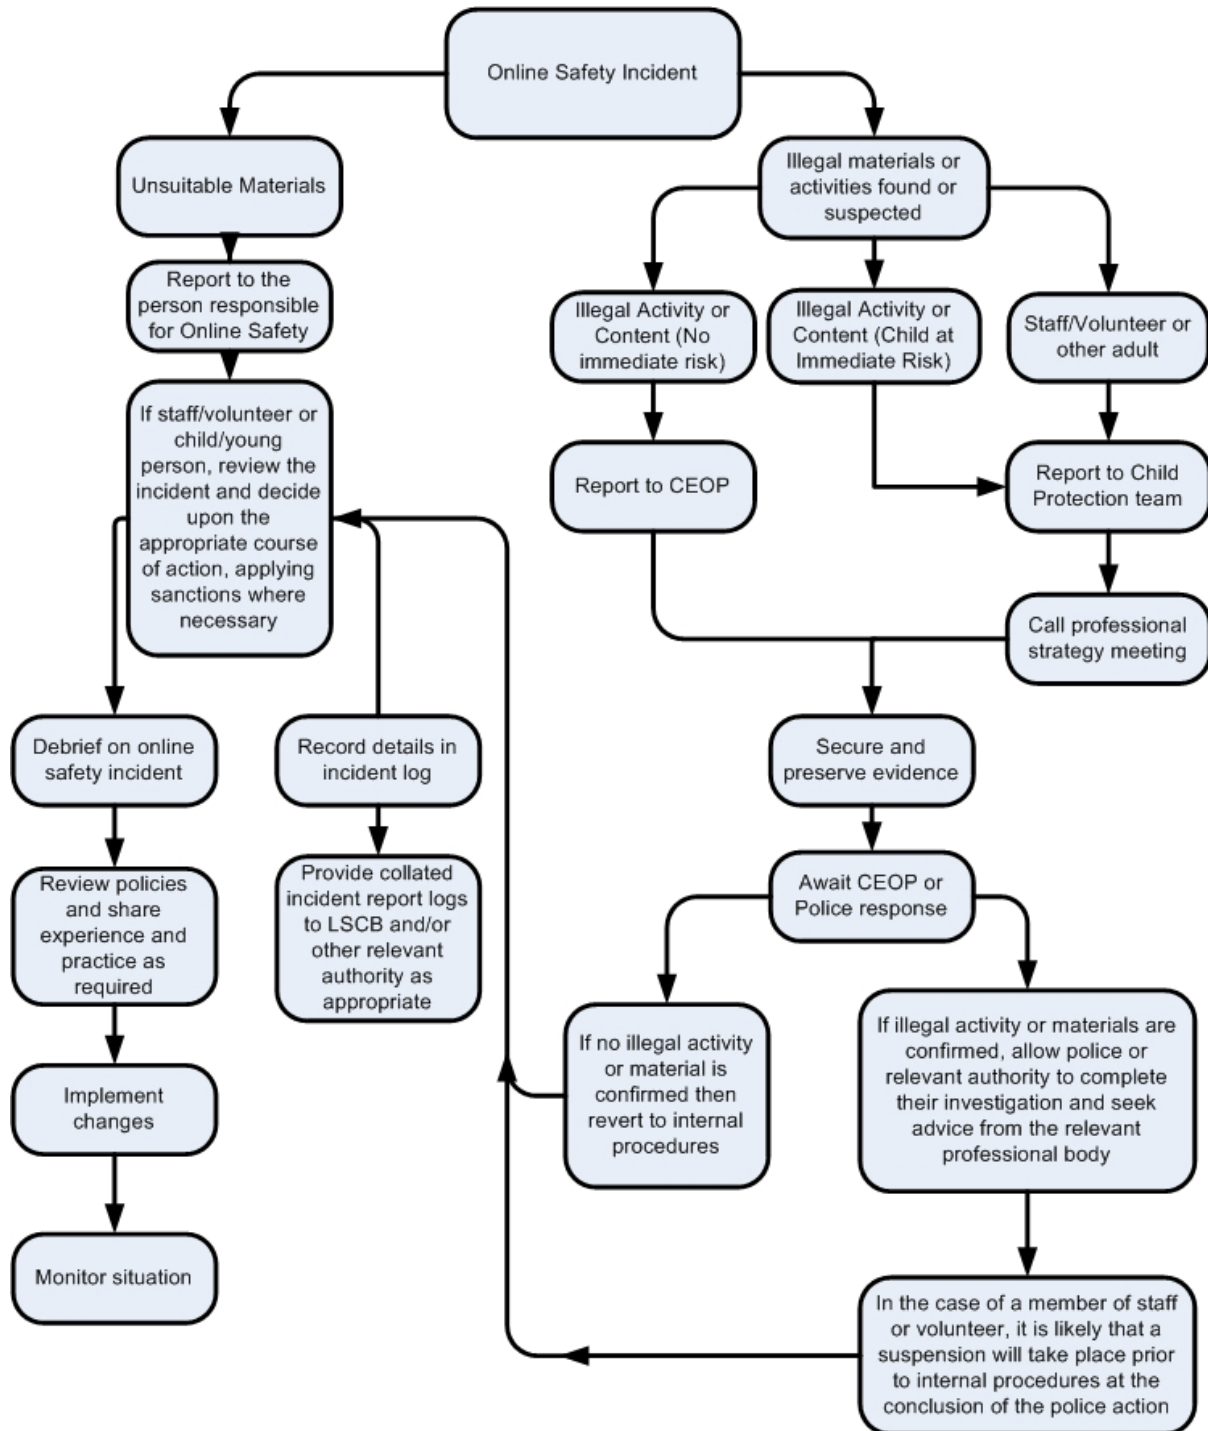 Online Safety Incident
Unsuitable Materials
Report to the
person responsible
for Online Safety
If staff/volunteer or
child/young
person, review the
incident and decide
upon the
appropriate course
of action, applying
sanctions where
necessary
Debrief on online
safety incident
Review policies
and share
experience and
practice as
required
Implement
changes
Monitor situation
Record details in
incident log
Provide collated
incident report logs
to LSCB and/or
other relevant
authority as
appropriate
Illegal materials or
activities found or
suspected
Illegal Activity or
Content (No
immediate risk)
Illegal Activity or
Content (Child at
Immediate Risk)
Staff/Volunteer or
other adult
Report to CEOP
Report to Child
Protection team
Call professional
strategy meeting
Secure and
preserve evidence
Await CEOP or
Police response
If no illegal activity
or material is
confirmed then
revert to internal
procedures
If illegal activity or materials are
confirmed, allow police or
relevant authority to complete
their investigation and seek
advice from the relevant
professional body
In the case of a member of staff
or volunteer, it is likely that a
suspension will take place prior
to internal procedures at the
conclusion of the police action